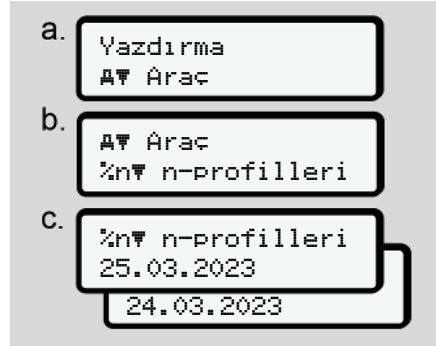 a.
Yazdırma
A▼ Araç
b.
A▼ Araç
%n▼ n-profilleri
c.
%n▼ n-profilleri
25.03.2023
24.03.2023